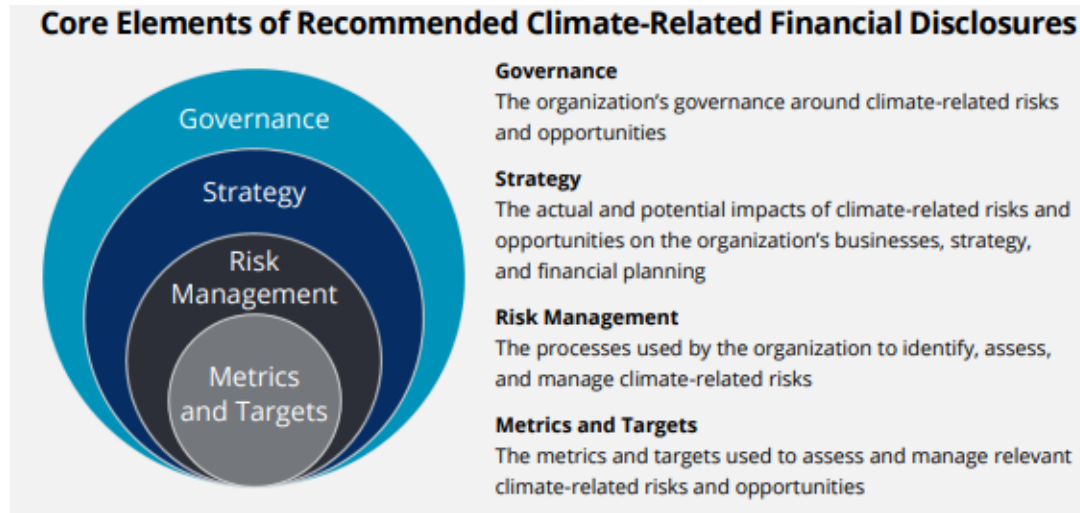 Core Elements of Recommended Climate-Related Financial Disclosures
Governance
Strategy
Risk
Management
Metrics
and Targets
Governance
The organization’s governance around climate-related risks
and opportunities
Strategy
The actual and potential impacts of climate-related risks and
opportunities on the organization’s businesses, strategy,
and financial planning
Risk Management
The processes used by the organization to identify, assess,
and manage climate-related risks
Metrics and Targets
The metrics and targets used to assess and manage relevant
climate-related risks and opportunities